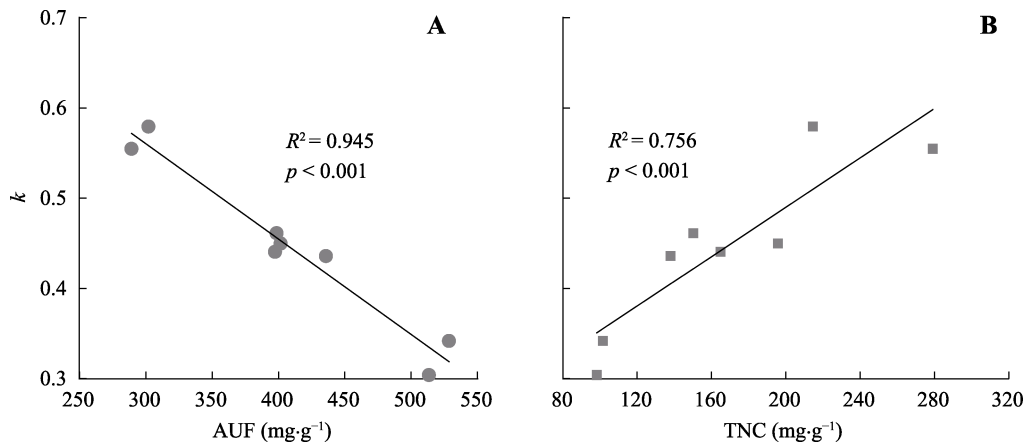 A
B
0.7
0.6
0.5
0.4
0.3
k
R² = 0.945
p < 0.001
R² = 0.756
p < 0.001
250 300 350 400 450 500 550
80 120 160 200 240 280 320
AUF (mg·g⁻¹)
TNC (mg·g⁻¹)